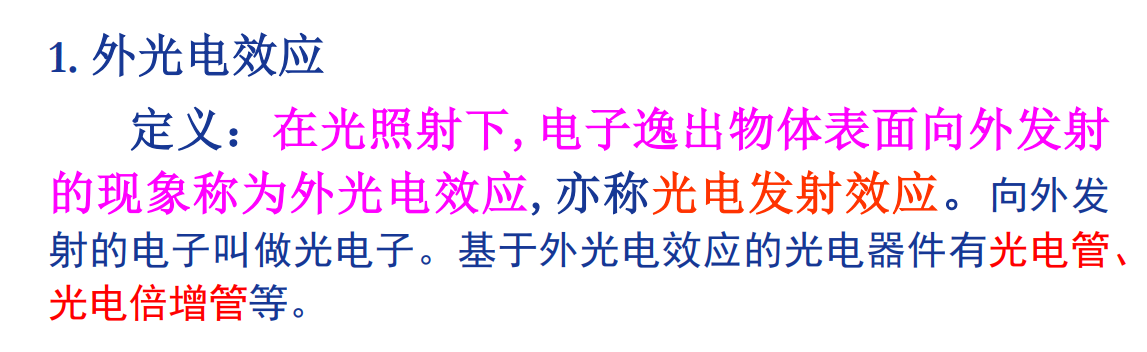 1. 外光电效应
定义：在光照射下, 电子逸出物体表面向外发射
的现象称为外光电效应, 亦称光电发射效应。向外发
射的电子叫做光电子。基于外光电效应的光电器件有光电管、
光电倍增管等。